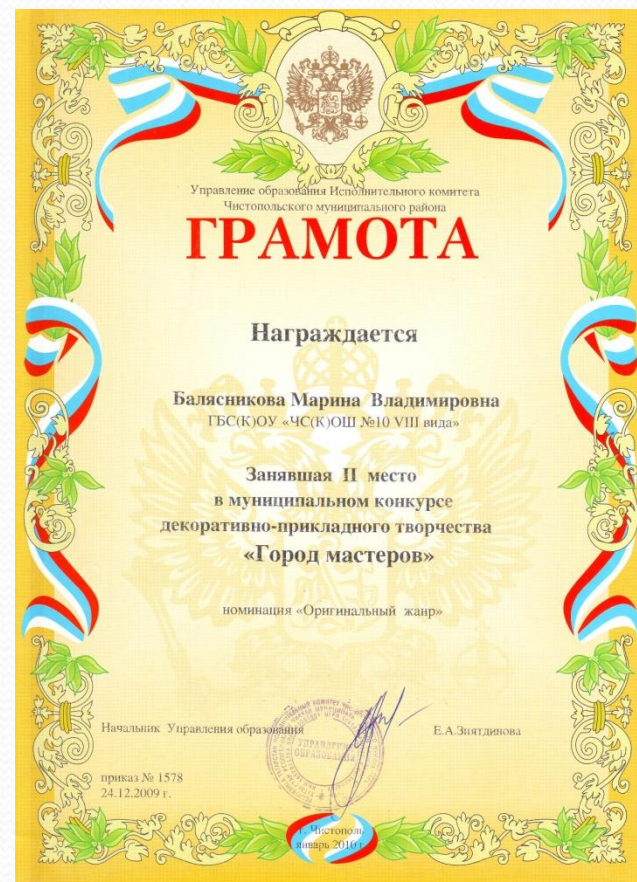 Управление образования Исполнительного комитета
Чистопольского муниципального района
ГРАМОТА
Награждается
Балясникова Марина Владимировна
ГБС(К)ОУ «ЧС(К)ОШ №10 VIII вида»
Занявшая II место
в муниципальном конкурсе
декоративно-прикладного творчества
«Город мастеров»
номинация «Оригинальный жанр»
Начальник Управления образования
Е.А.Зиятдинова
УПРАВЛЕНИЕ
ОБРАЗОВАНИЯ
приказ № 1578
24.12.2009 г.
г. Чистополь
январь 2010 г.